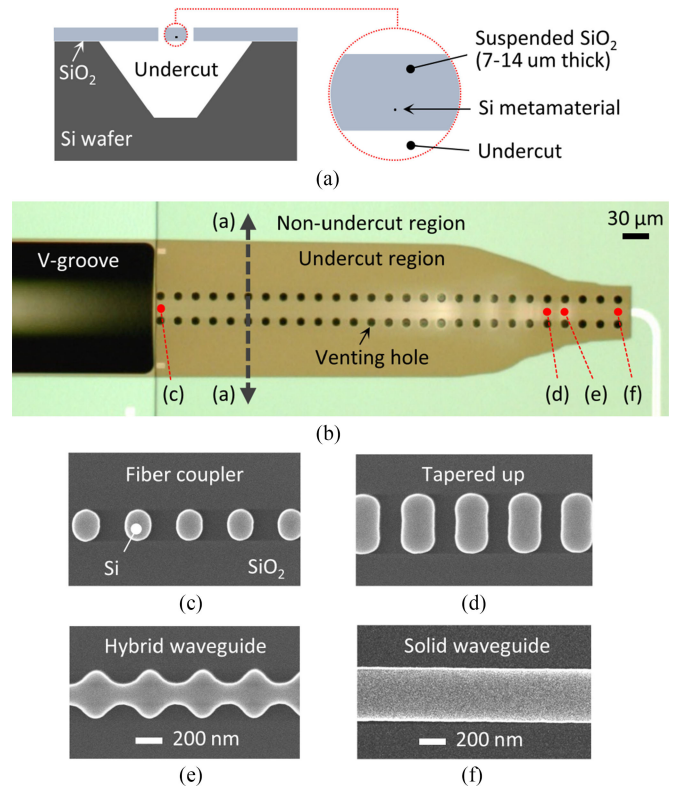 SiO₂
Undercut
Si wafer
Suspended SiO₂
(7-14 um thick)
Si metamaterial
Undercut
(a)
(a)
Non-undercut region
30 µm
V-groove
Undercut region
Venting hole
(c)
(a)
(d)
(e)
(f)
(b)
Fiber coupler
Si
SiO₂
(c)
Tapered up
(d)
Hybrid waveguide
200 nm
(e)
Solid waveguide
200 nm
(f)